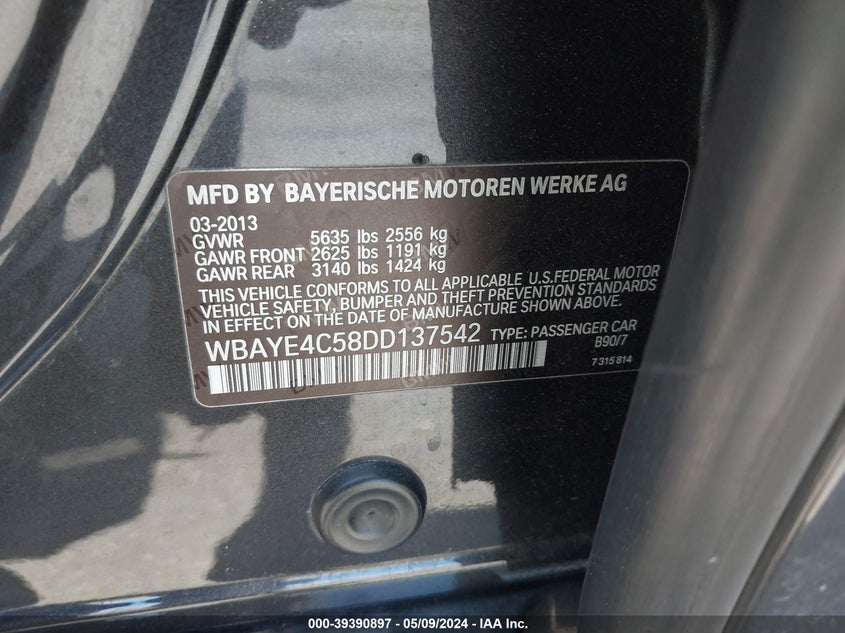 MFD BY BAYERISCHE MOTOREN WERKE AG
03-2013
GVWR 5635 lbs 2556 kg
GAWR FRONT 2625 lbs 1191 kg
GAWR REAR 3140 lbs 1424 kg
THIS VEHICLE CONFORMS TO ALL APPLICABLE U.S.FEDERAL MOTOR
VEHICLE SAFETY, BUMPER AND THEFT PREVENTION STANDARDS
IN EFFECT ON THE DATE OF MANUFACTURE SHOWN ABOVE.
WBAYE4C58DD137542 TYPE: PASSENGER CAR
B90/7
7 315 814
000-39390897 - 05/09/2024 - IAA Inc.